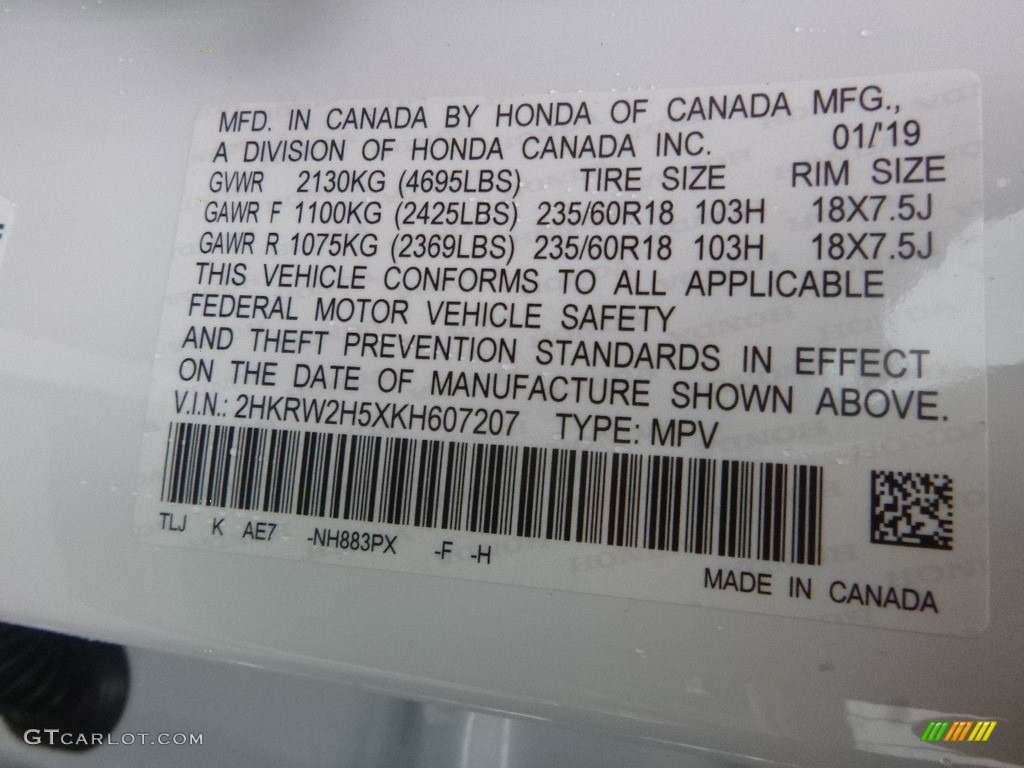 MFD. IN CANADA BY HONDA OF CANADA MFG.,
A DIVISION OF HONDA CANADA INC. 01/'19
GVWR 2130KG (4695LBS) TIRE SIZE RIM SIZE
GAWR F 1100KG (2425LBS) 235/60R18 103H 18X7.5J
GAWR R 1075KG (2369LBS) 235/60R18 103H 18X7.5J
THIS VEHICLE CONFORMS TO ALL APPLICABLE
FEDERAL MOTOR VEHICLE SAFETY
AND THEFT PREVENTION STANDARDS IN EFFECT
ON THE DATE OF MANUFACTURE SHOWN ABOVE.
V.I.N.: 2HKRW2H5XKH607207 TYPE: MPV
TLJ K AE7 -NH883PX -F -H
MADE IN CANADA
GTCARLOT.COM